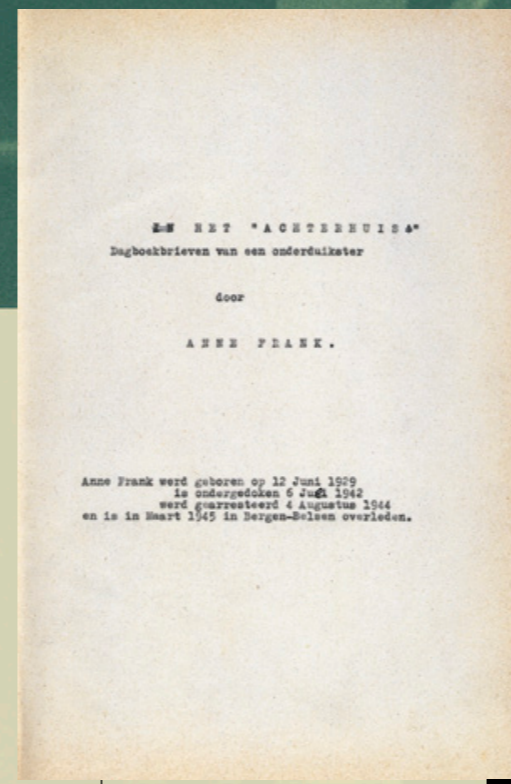 IN HET "ACHTERHUIS"
Dagboekbrieven van een onderduikster
door
ANNE FRANK.
Anne Frank werd geboren op 12 Juni 1929
is ondergedoken 6 Juli 1942
werd gearresteerd 4 Augustus 1944
en is in Maart 1945 in Bergen-Belsen overleden.